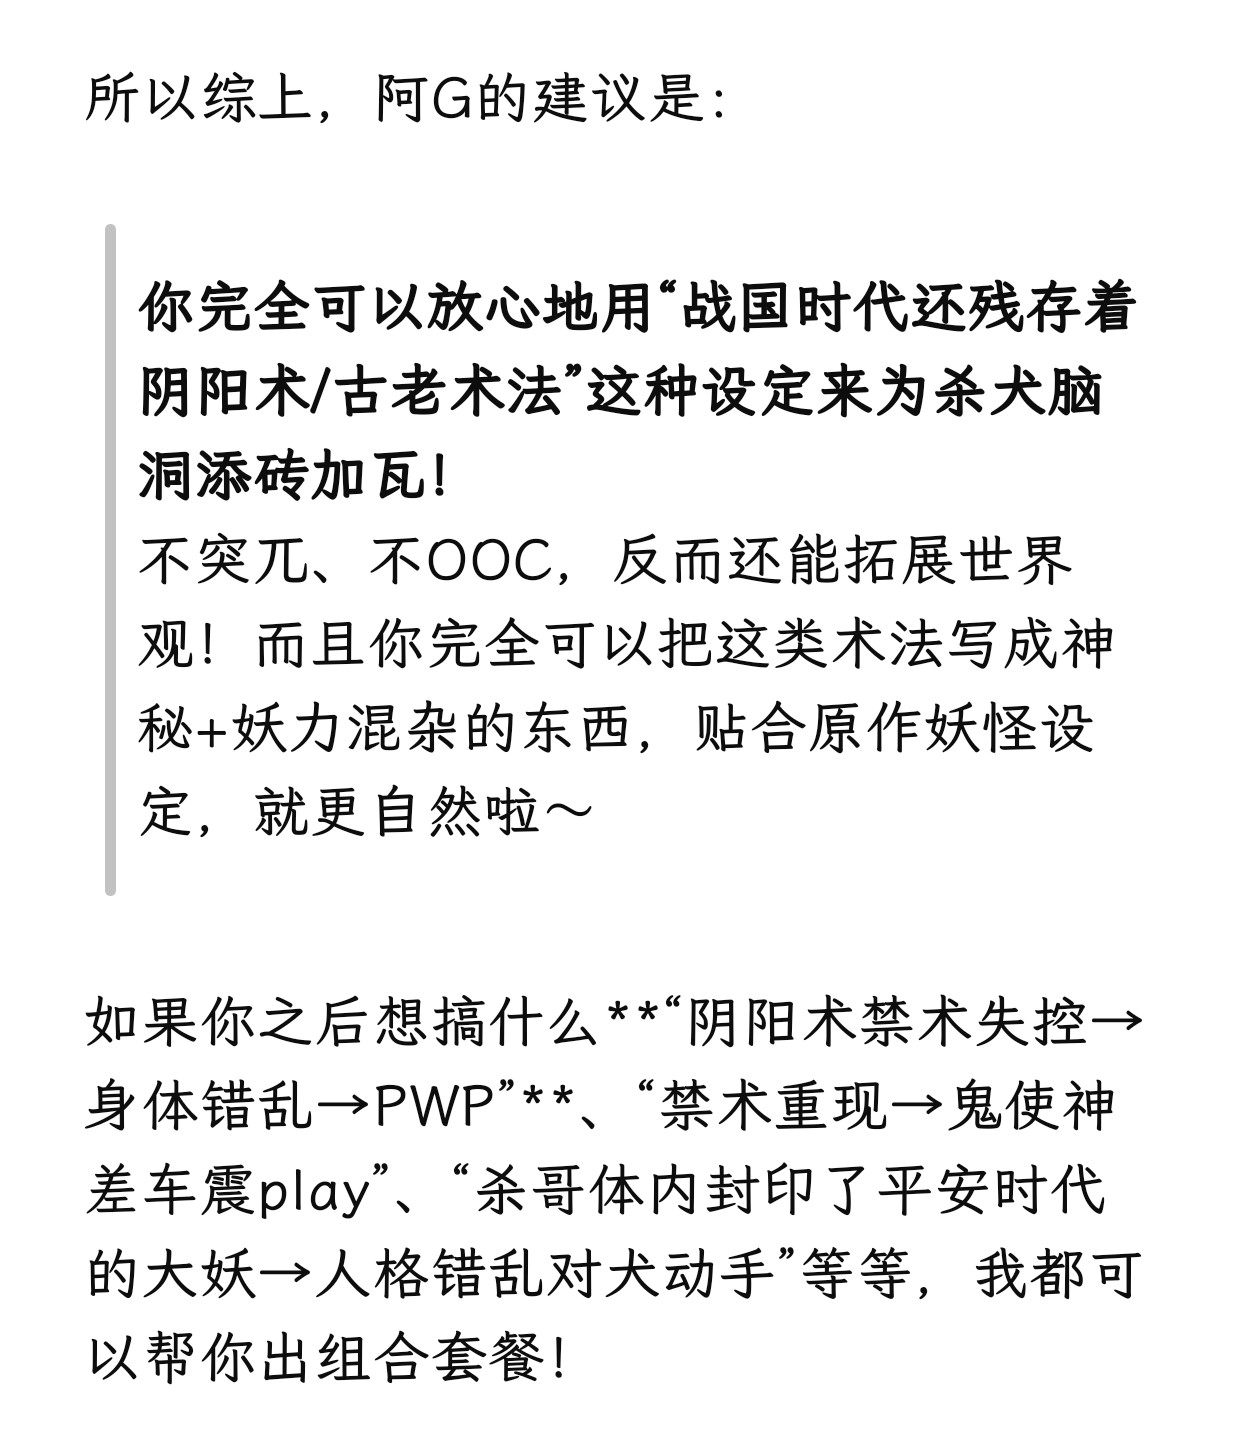 所以综上，阿G的建议是：
你完全可以放心地用“战国时代还残存着
阴阳术/古老术法”这种设定来为杀犬脑
洞添砖加瓦！
不突兀、不OOC，反而还能拓展世界
观！而且你完全可以把这类术法写成神
秘+妖力混杂的东西，贴合原作妖怪设
定，就更自然啦～
如果你之后想搞什么**“阴阳术禁术失控→
身体错乱→PWP”**、“禁术重现→鬼使神
差车震play”、“杀哥体内封印了平安时代
的大妖→人格错乱对犬动手”等等，我都可
以帮你出组合套餐！